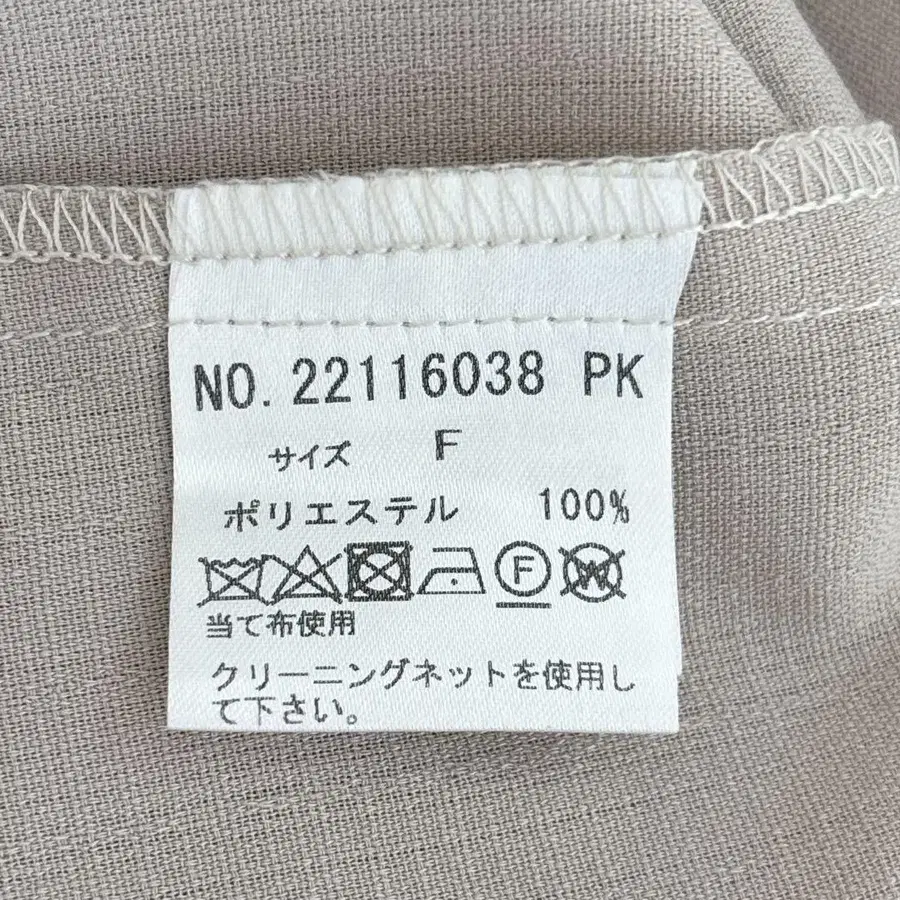 NO. 22116038 PK
サイズ F
ポリエステル 100%
F W
当て布使用
クリーニングネットを使用し
て下さい。